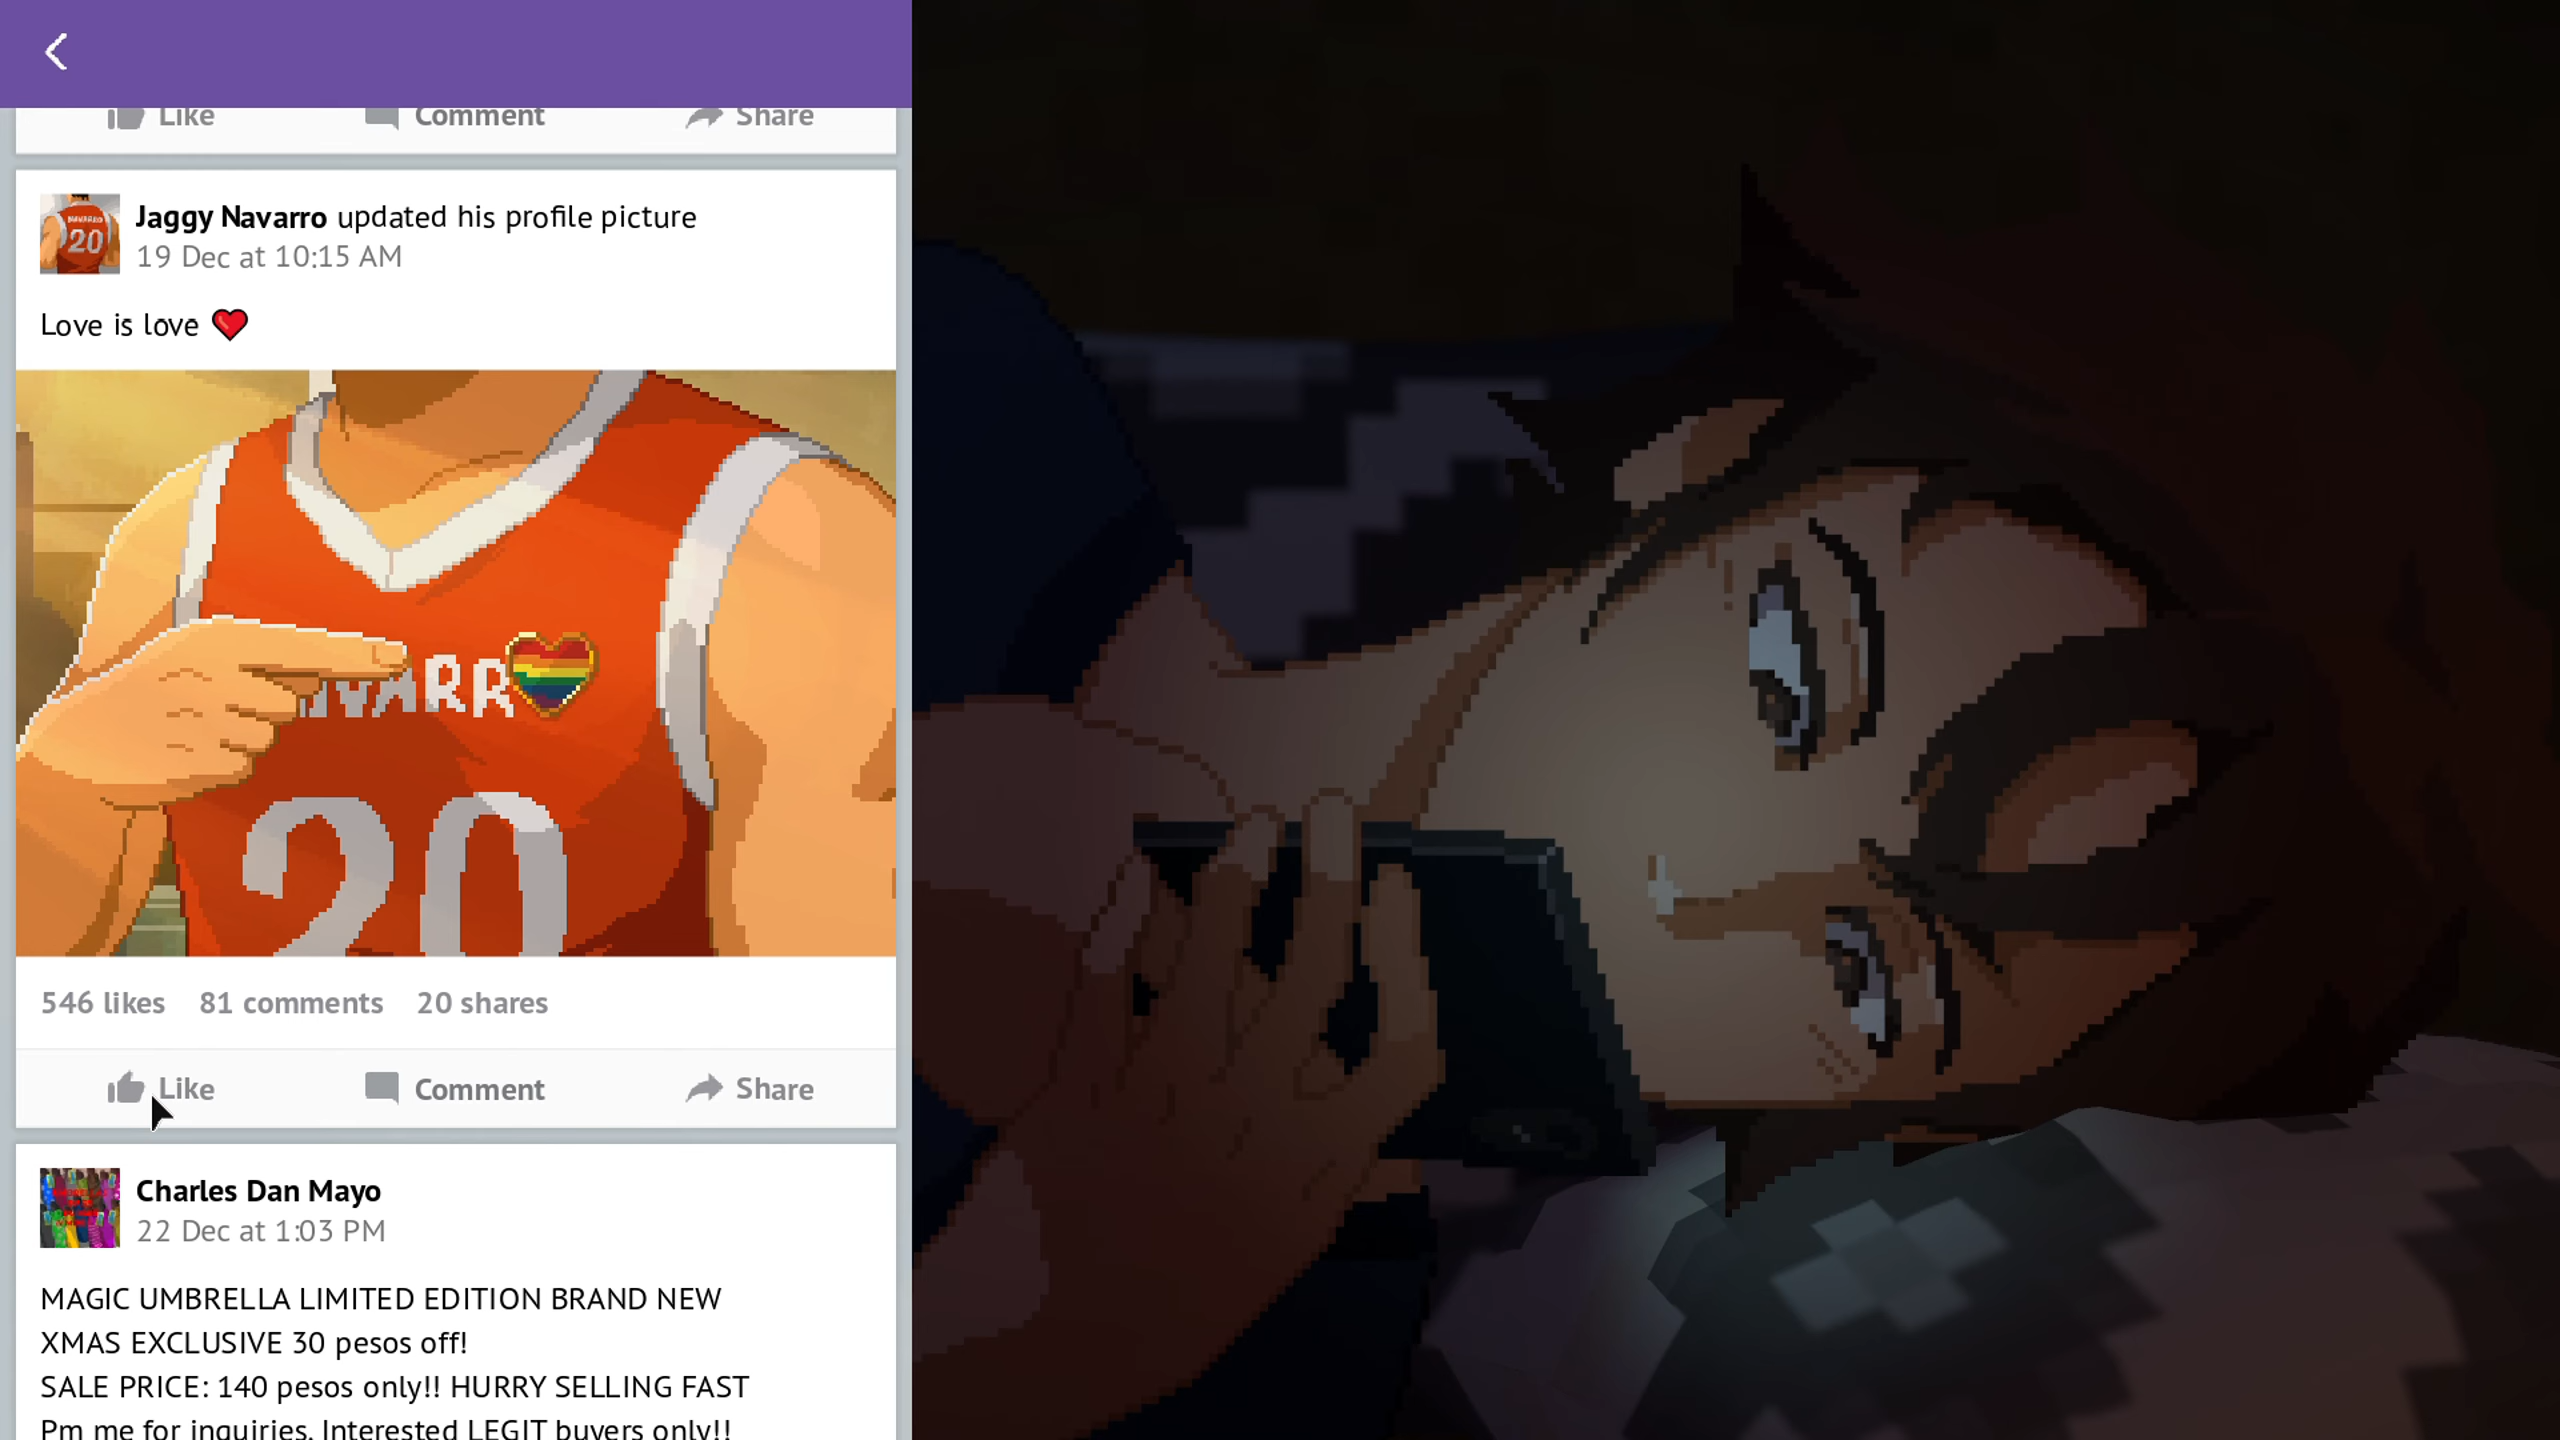 Like Comment Share
Jaggy Navarro updated his profile picture
19 Dec at 10:15 AM
Love is love ❤️
NAVARRO
20
AVARR
20
546 likes 81 comments 20 shares
Like Comment Share
Charles Dan Mayo
22 Dec at 1:03 PM
MAGIC UMBRELLA LIMITED EDITION BRAND NEW
XMAS EXCLUSIVE 30 pesos off!
SALE PRICE: 140 pesos only!! HURRY SELLING FAST
Pm me for inquiries. Interested LEGIT buyers only!!